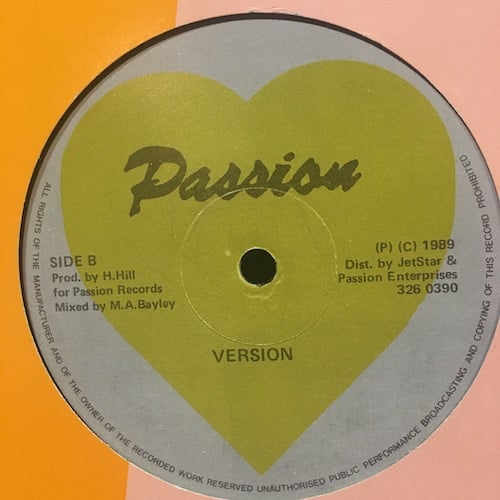 Passion
SIDE B
Prod. by H.Hill
for Passion Records
Mixed by M.A.Bayley
(P) (C) 1989
Dist. by JetStar &
Passion Enterprises
326 0390
VERSION
ALL RIGHTS OF THE MANUFACTURER AND OF THE OWNER OF THE RECORDED WORK RESERVED UNAUTHORISED PUBLIC PERFORMANCE BROADCASTING AND COPYING OF THIS RECORD PROHIBITED